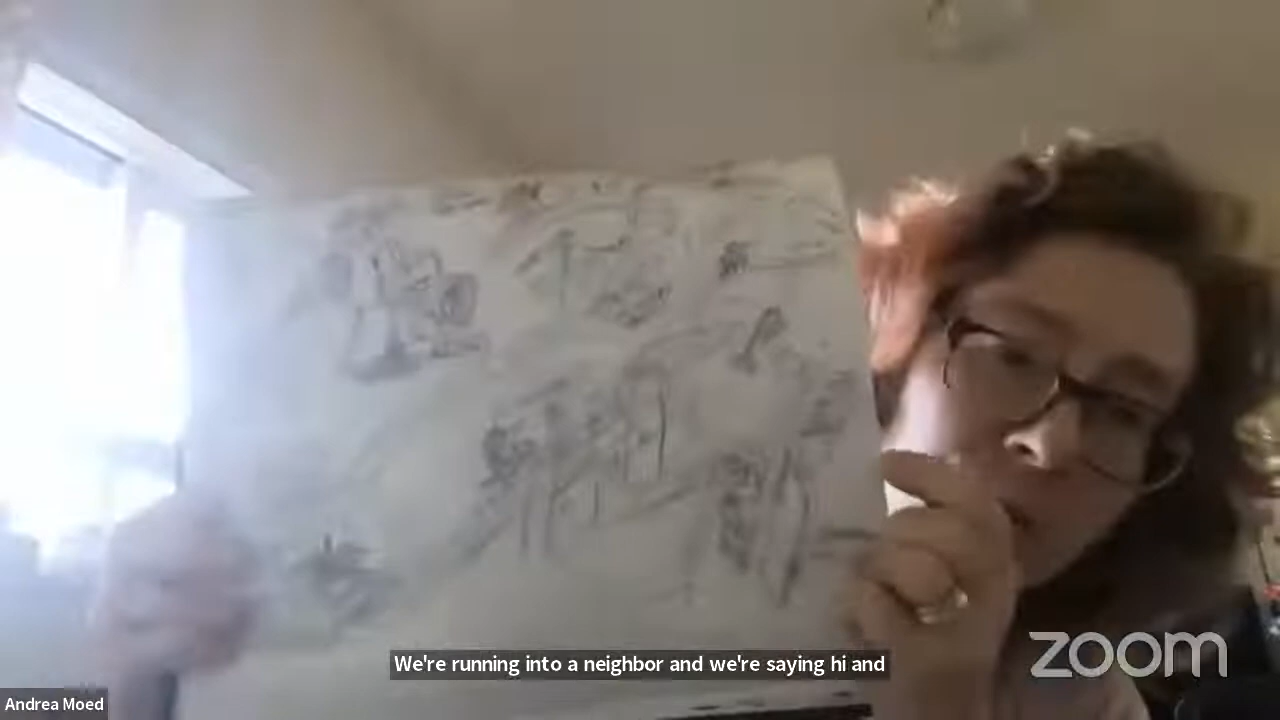 We're running into a neighbor and we're saying hi and
zoom
Andrea Moed